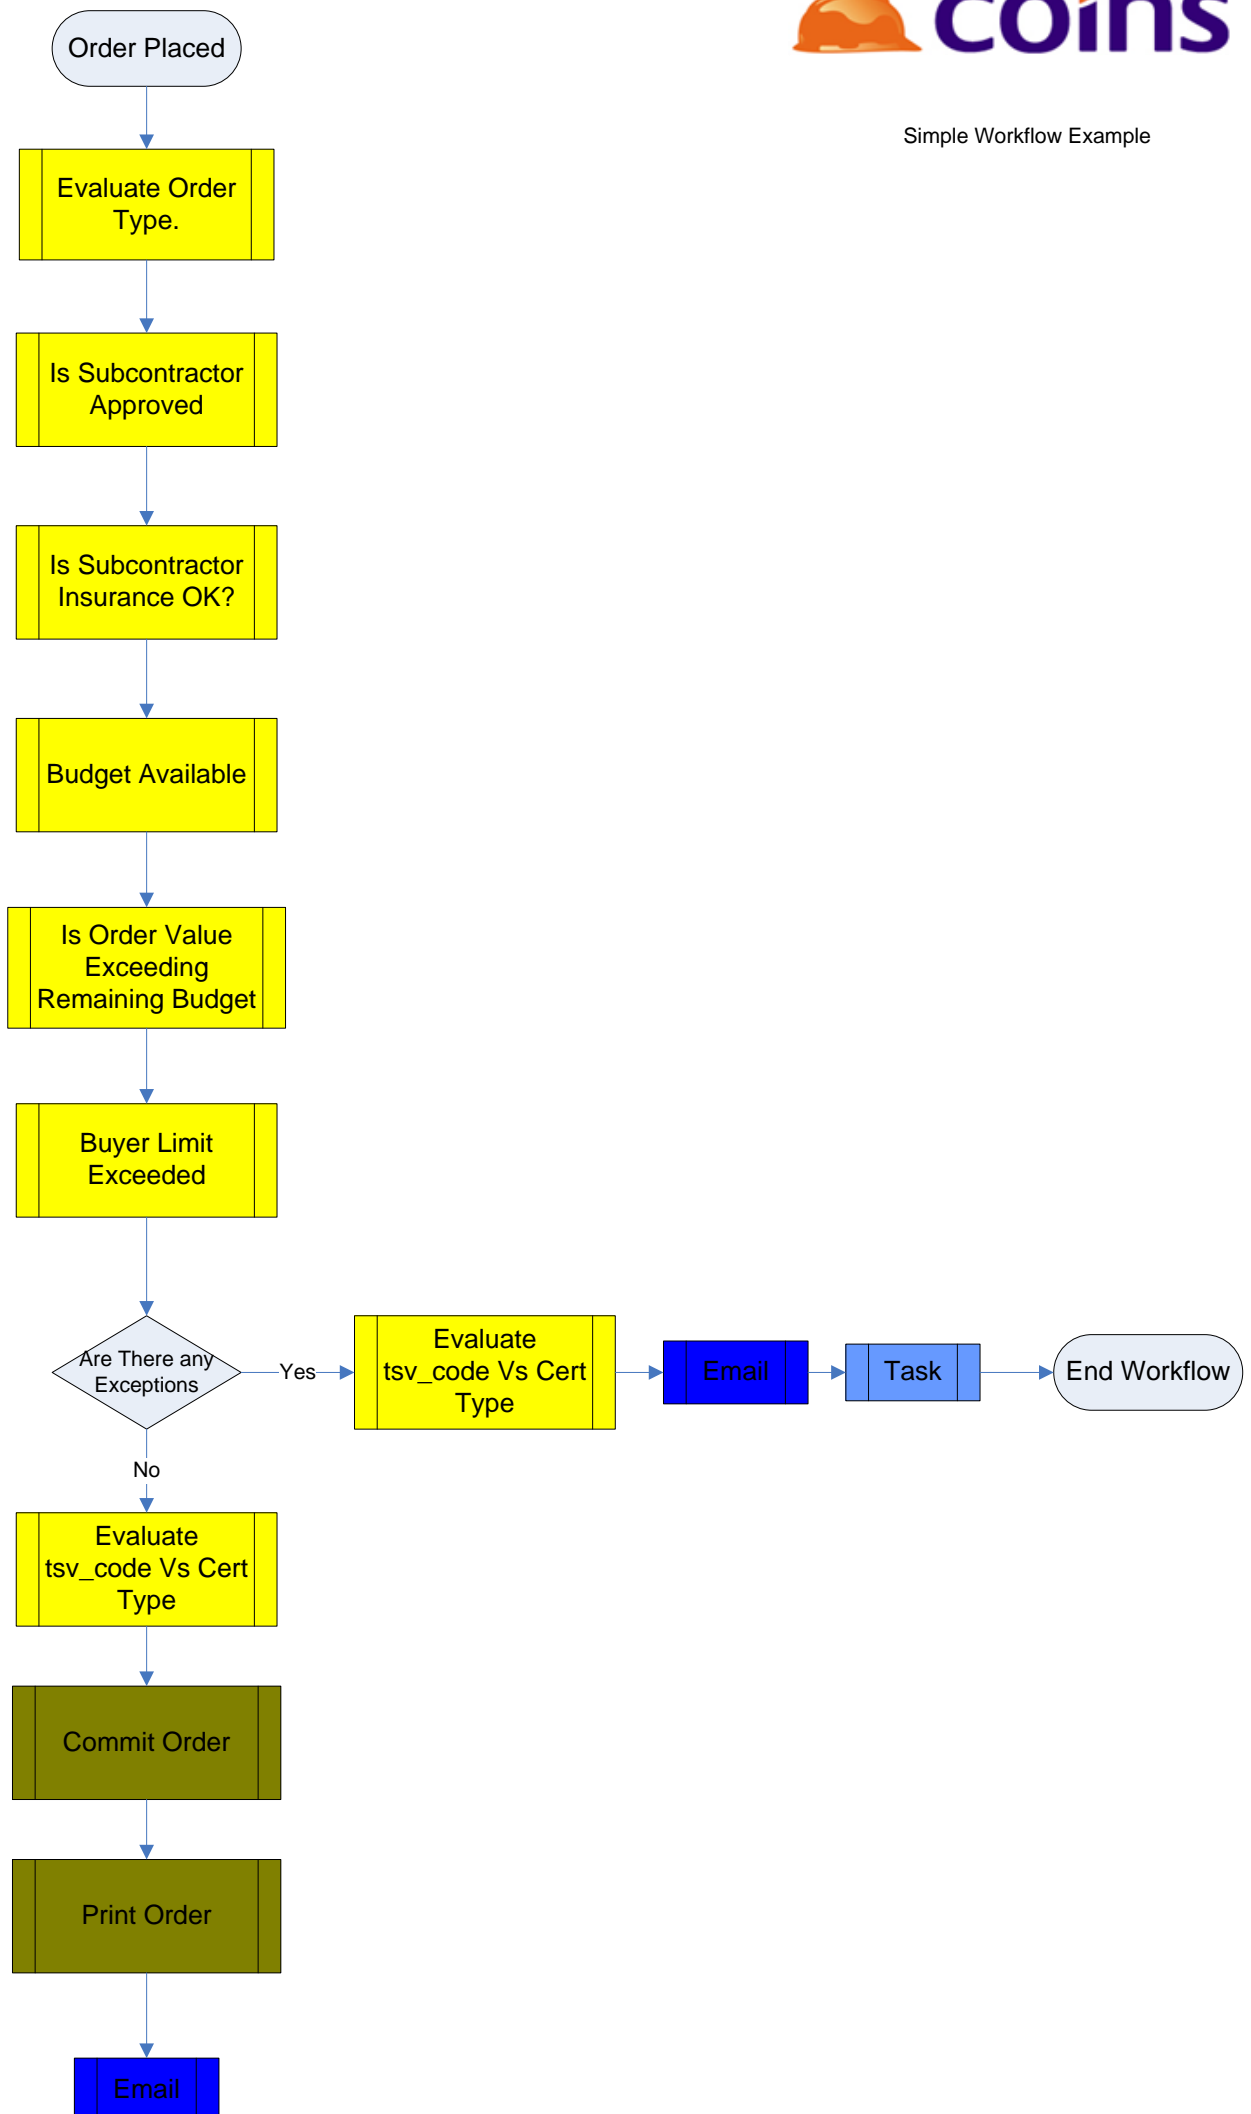 coins
Simple Workflow Example
Order Placed
Evaluate Order
Type.
Is Subcontractor
Approved
Is Subcontractor
Insurance OK?
Budget Available
Is Order Value
Exceeding
Remaining Budget
Buyer Limit
Exceeded
Are There any
Exceptions
Yes
Evaluate
tsv_code Vs Cert
Type
Email
Task
End Workflow
No
Evaluate
tsv_code Vs Cert
Type
Commit Order
Print Order
Email